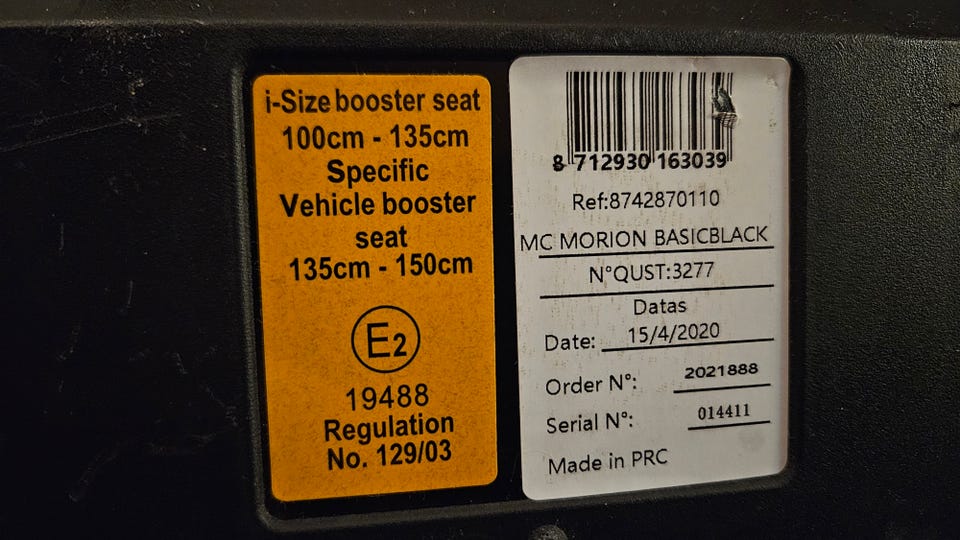 i-Size booster seat
100cm - 135cm
Specific
Vehicle booster
seat
135cm - 150cm
E2
19488
Regulation
No. 129/03
8 712930 163039
Ref:8742870110
MC MORION BASICBLACK
N°QUST:3277
Datas
Date: 15/4/2020
Order N°: 2021888
Serial N°: 014411
Made in PRC